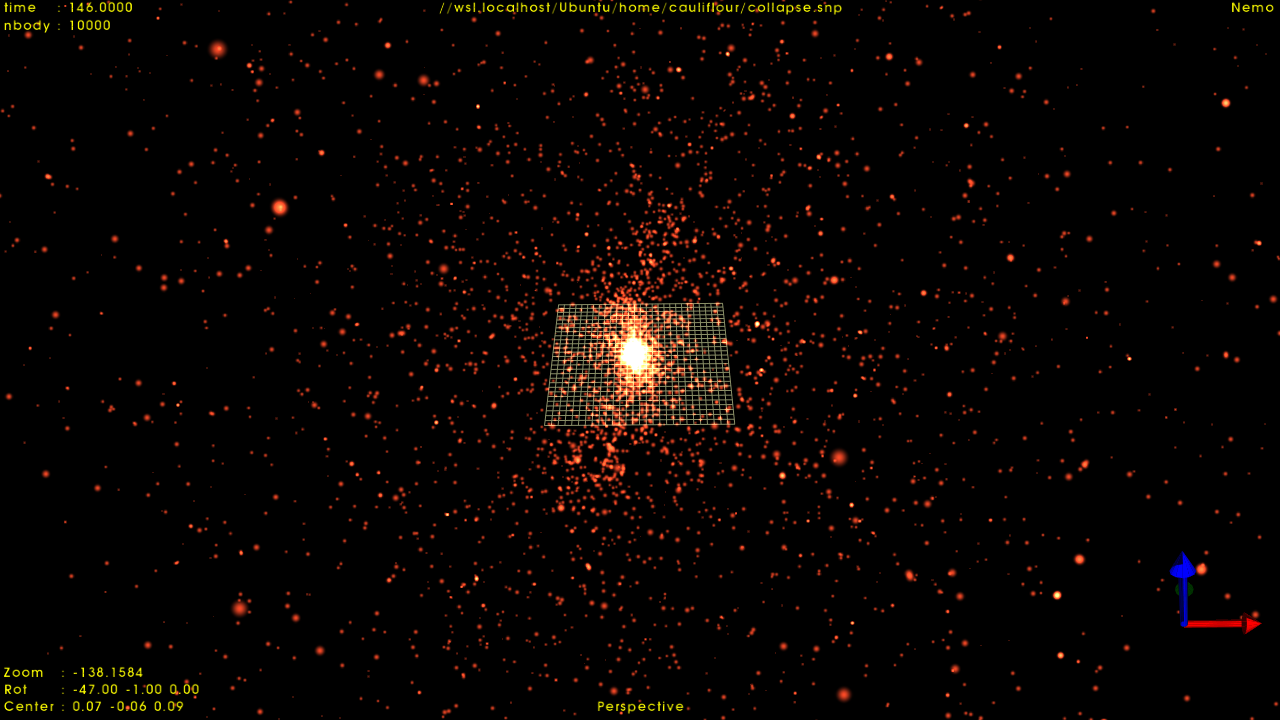 time : 146.0000
//wsl.localhost/Ubuntu/home/cauliflour/collapse.snp
Nemo
nbody : 10000
Zoom : -138.1584
Rot : -47.00 -1.00 0.00
Center : 0.07 -0.06 0.09
Perspective